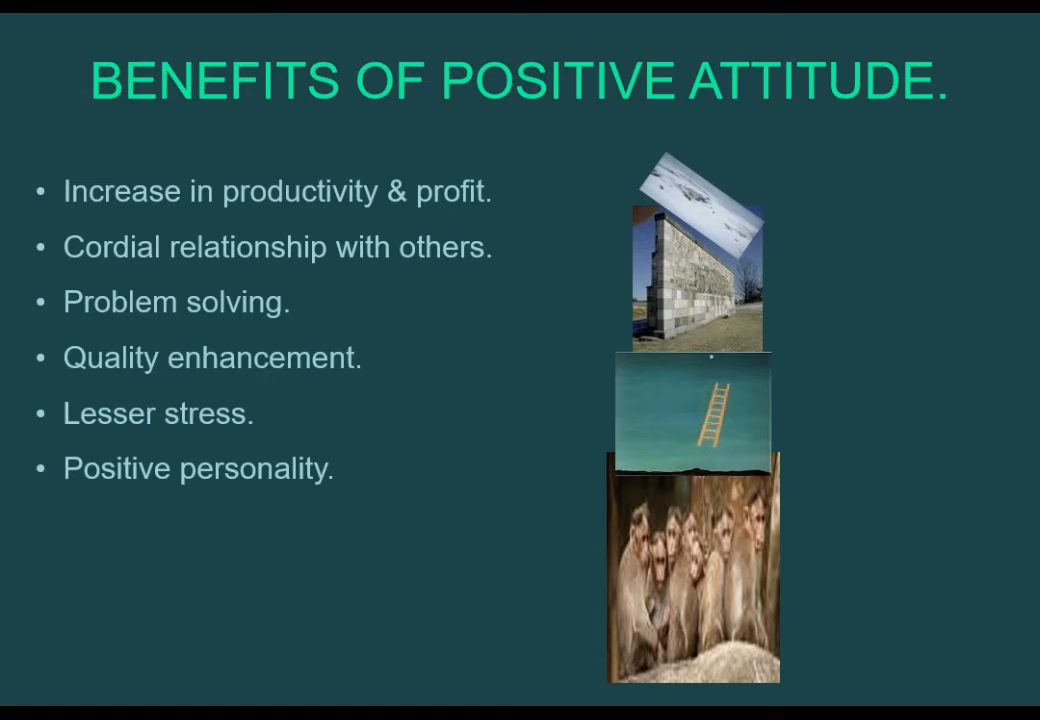 BENEFITS OF POSITIVE ATTITUDE.
• Increase in productivity & profit.
• Cordial relationship with others.
• Problem solving.
• Quality enhancement.
• Lesser stress.
• Positive personality.